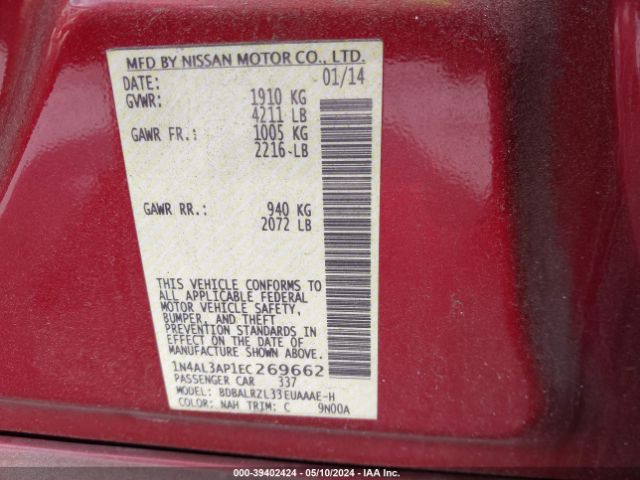 MFD BY NISSAN MOTOR CO., LTD.
DATE: 01/14
GVWR: 1910 KG
4211 LB
GAWR FR.: 1005 KG
2216 LB
GAWR RR.: 940 KG
2072 LB
THIS VEHICLE CONFORMS TO
ALL APPLICABLE FEDERAL
MOTOR VEHICLE SAFETY,
BUMPER, AND THEFT
PREVENTION STANDARDS IN
EFFECT ON THE DATE OF
MANUFACTURE SHOWN ABOVE.
1N4AL3AP1EC269662
PASSENGER CAR 337
MODEL: BDBALRZL33EUAAAE-H
COLOR: NAH TRIM: C 9N00A
000-39402424 - 05/10/2024 - IAA Inc.